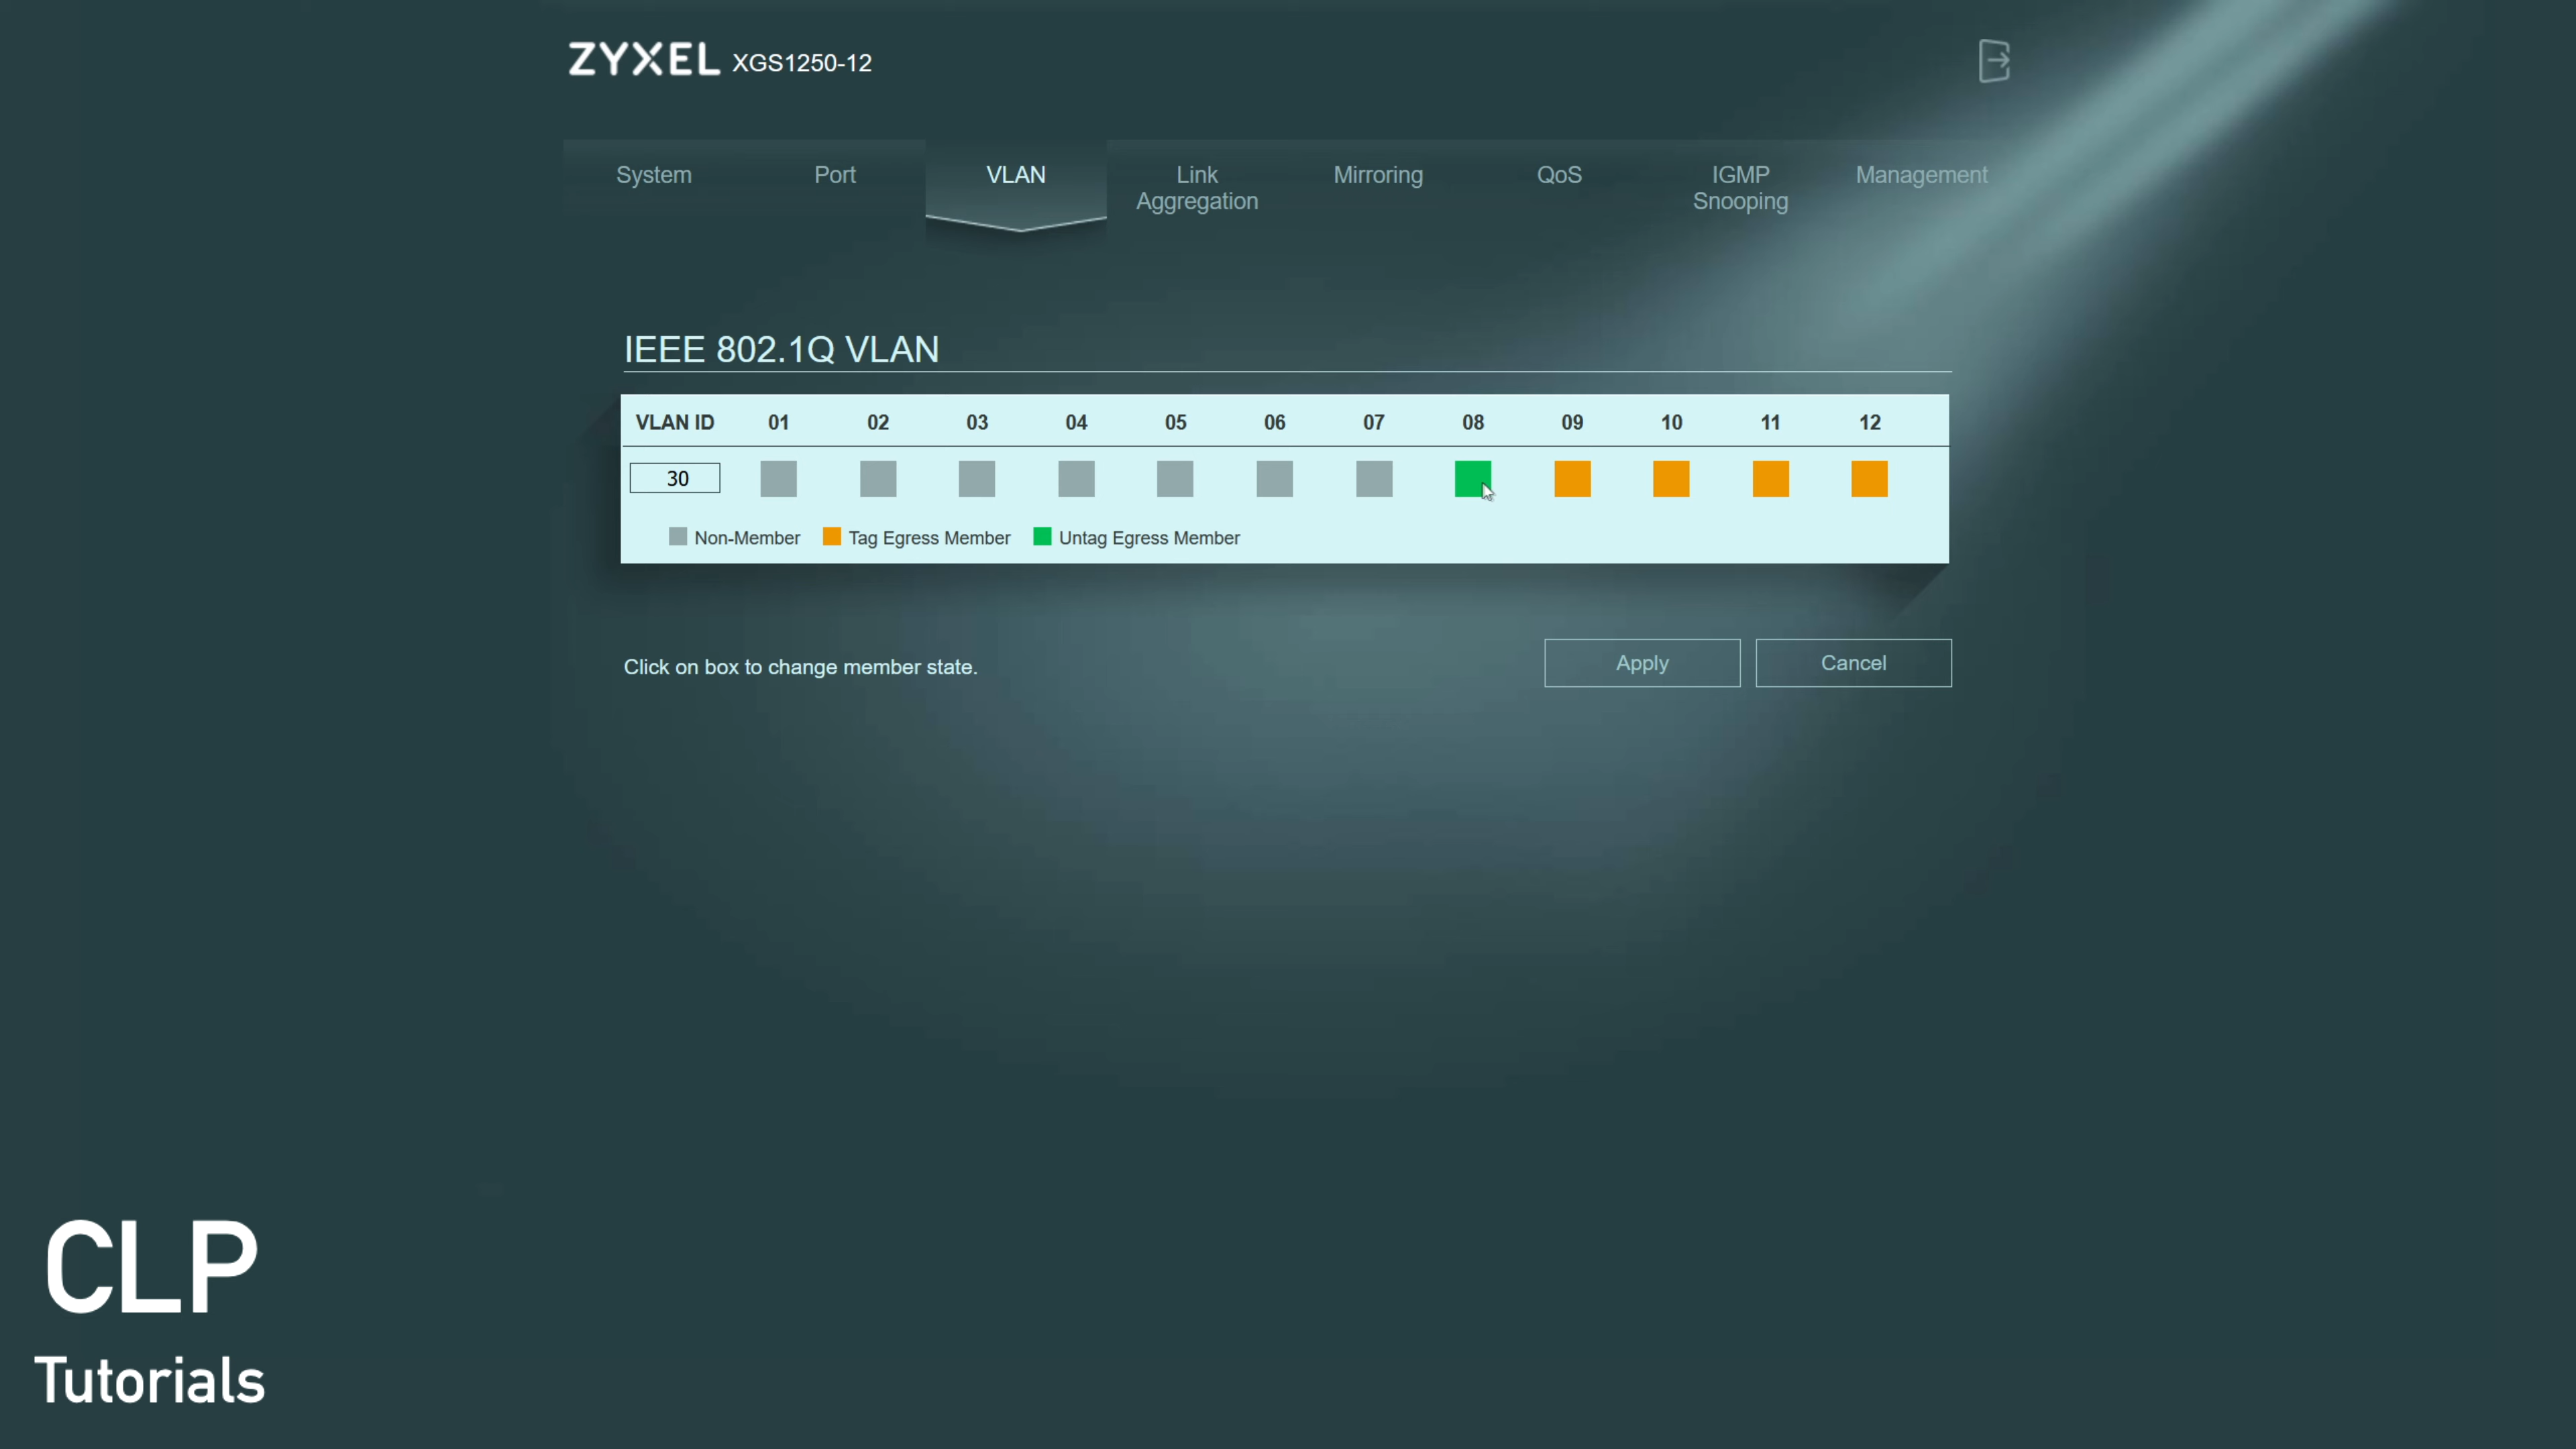 ZYXEL XGS1250-12
System Port VLAN Link Aggregation Mirroring QoS IGMP Snooping Management
IEEE 802.1Q VLAN
VLAN ID 01 02 03 04 05 06 07 08 09 10 11 12
30
Non-Member Tag Egress Member Untag Egress Member
Click on box to change member state. Apply Cancel
CLP
Tutorials